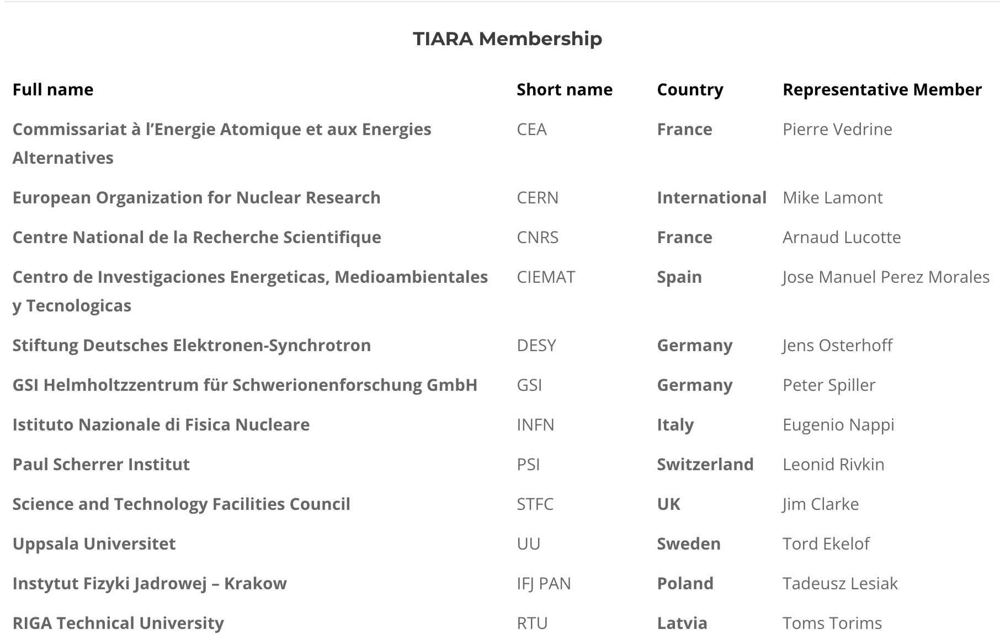 TIARA Membership
Full name Short name Country Representative Member
Commissariat à l’Energie Atomique et aux Energies CEA France Pierre Vedrine
Alternatives
European Organization for Nuclear Research CERN International Mike Lamont
Centre National de la Recherche Scientifique CNRS France Arnaud Lucotte
Centro de Investigaciones Energeticas, Medioambientales CIEMAT Spain Jose Manuel Perez Morales
y Tecnologicas
Stiftung Deutsches Elektronen-Synchrotron DESY Germany Jens Osterhoff
GSI Helmholtzzentrum für Schwerionenforschung GmbH GSI Germany Peter Spiller
Istituto Nazionale di Fisica Nucleare INFN Italy Eugenio Nappi
Paul Scherrer Institut PSI Switzerland Leonid Rivkin
Science and Technology Facilities Council STFC UK Jim Clarke
Uppsala Universitet UU Sweden Tord Ekelof
Instytut Fizyki Jadrowej – Krakow IFJ PAN Poland Tadeusz Lesiak
RIGA Technical University RTU Latvia Toms Torims